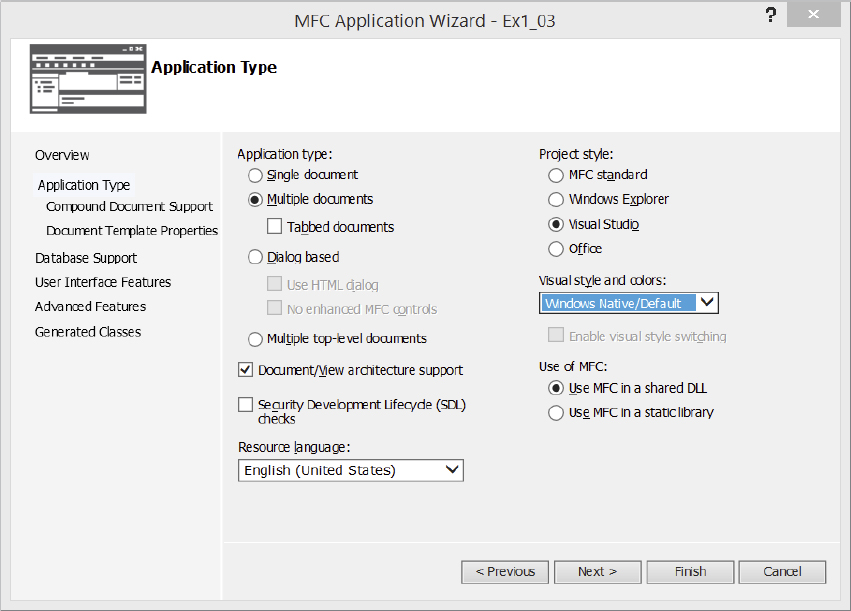 MFC Application Wizard - Ex1_03
?
Application Type
Overview
Application Type
Compound Document Support
Document Template Properties
Database Support
User Interface Features
Advanced Features
Generated Classes
Application type:
Single document
Multiple documents
Tabbed documents
Dialog based
Use HTML dialog
No enhanced MFC controls
Multiple top-level documents
Document/View architecture support
Security Development Lifecycle (SDL)
checks
Resource language:
English (United States)
Project style:
MFC standard
Windows Explorer
Visual Studio
Office
Visual style and colors:
Windows Native/Default
Enable visual style switching
Use of MFC:
Use MFC in a shared DLL
Use MFC in a static library
< Previous
Next >
Finish
Cancel